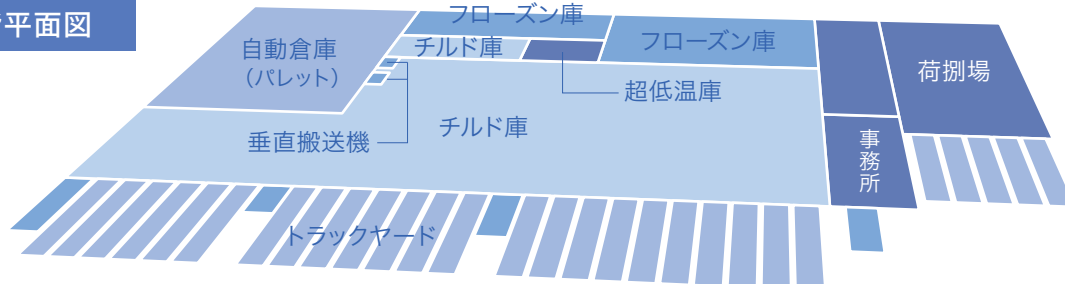 平面図
フローズン庫
自動倉庫
（パレット）
チルド庫
フローズン庫
荷捌場
超低温庫
チルド庫
垂直搬送機
事務所
トラックヤード